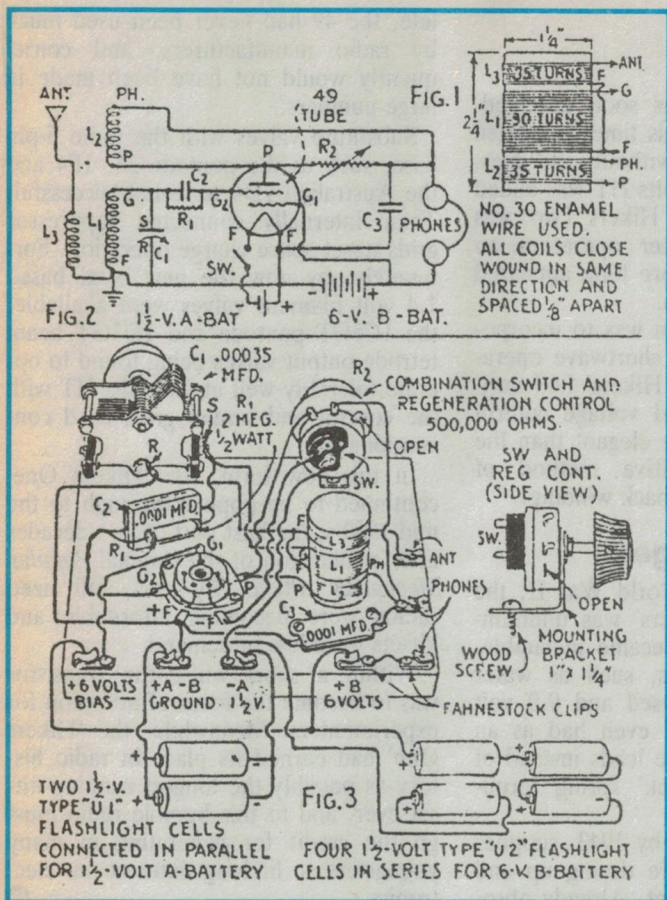 FIG.1
1 1/4"
2 1/4"
L3 35 TURNS
L1 90 TURNS
L2 35 TURNS
ANT.
F
G
F
PH.
P
NO. 30 ENAMEL
WIRE USED.
ALL COILS CLOSE
WOUND IN SAME
DIRECTION AND
SPACED 1/8" APART
ANT
PH.
49
TUBE
L2
P
P
R2
G
C2
G2
G1
L3
L1
S
R
C1
R1
F
F
F
C3
PHONES
SW.
FIG.2
1½-V. A-BAT
6-V. B-BAT.
C1 .00035
MFD.
S
R1
1/2 MEG.
1/2 WATT
R2
COMBINATION SWITCH AND
REGENERATION CONTROL
500,000 OHMS.
OPEN
SW.
R
C2
.0001 MFD.
R1
G1
G2
P
+F
-F
F
L3
G
L1
F
PH
P
P
C3
.0001 MFD
ANT
PHONES
SW AND
REG CONT.
(SIDE VIEW)
SW.
OPEN
WOOD
SCREW
MOUNTING
BRACKET
1"x 1¼"
+6 VOLTS
BIAS
+A -B
GROUND
-A
1½ V.
+B
6VOLTS
FAHNESTOCK CLIPS
FIG.3
TWO 1½-V.
TYPE "U1"
FLASHLIGHT CELLS
CONNECTED IN PARALLEL
FOR 1½-VOLT A-BATTERY
FOUR 1½-VOLT TYPE "U2" FLASHLIGHT
CELLS IN SERIES FOR 6-V. B-BATTERY